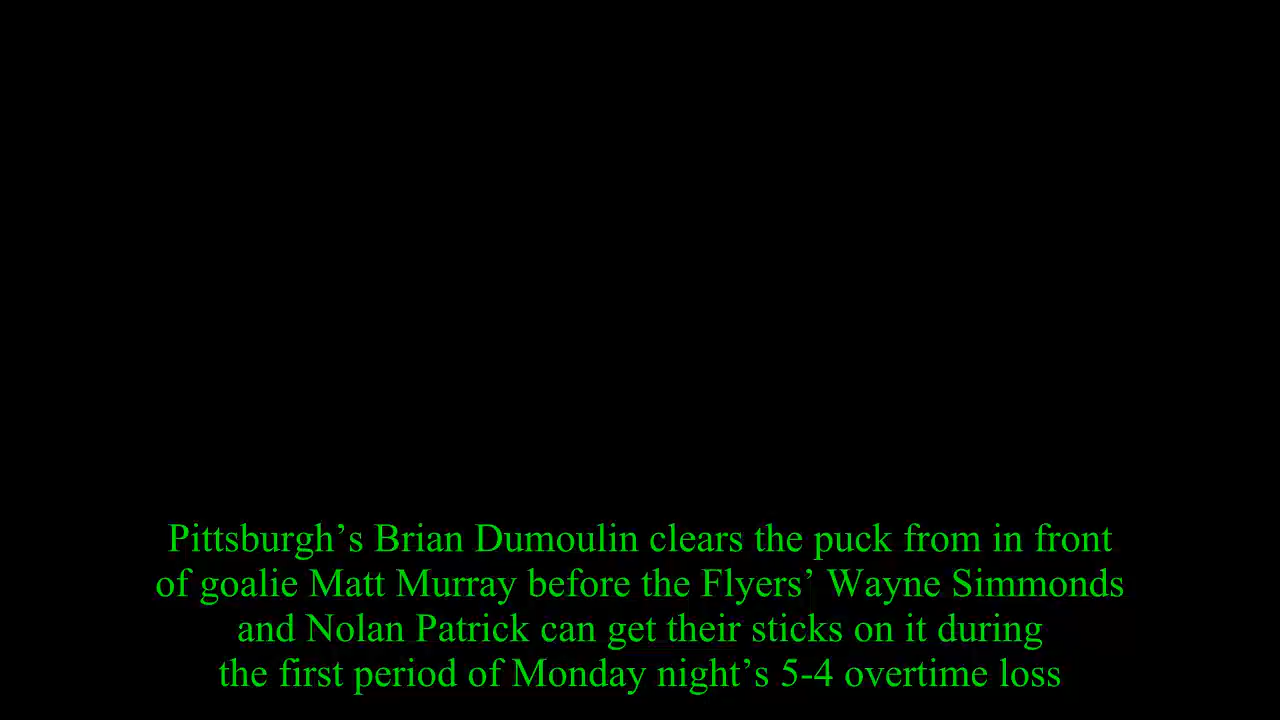 Pittsburgh’s Brian Dumoulin clears the puck from in front
of goalie Matt Murray before the Flyers’ Wayne Simmonds
and Nolan Patrick can get their sticks on it during
the first period of Monday night’s 5-4 overtime loss